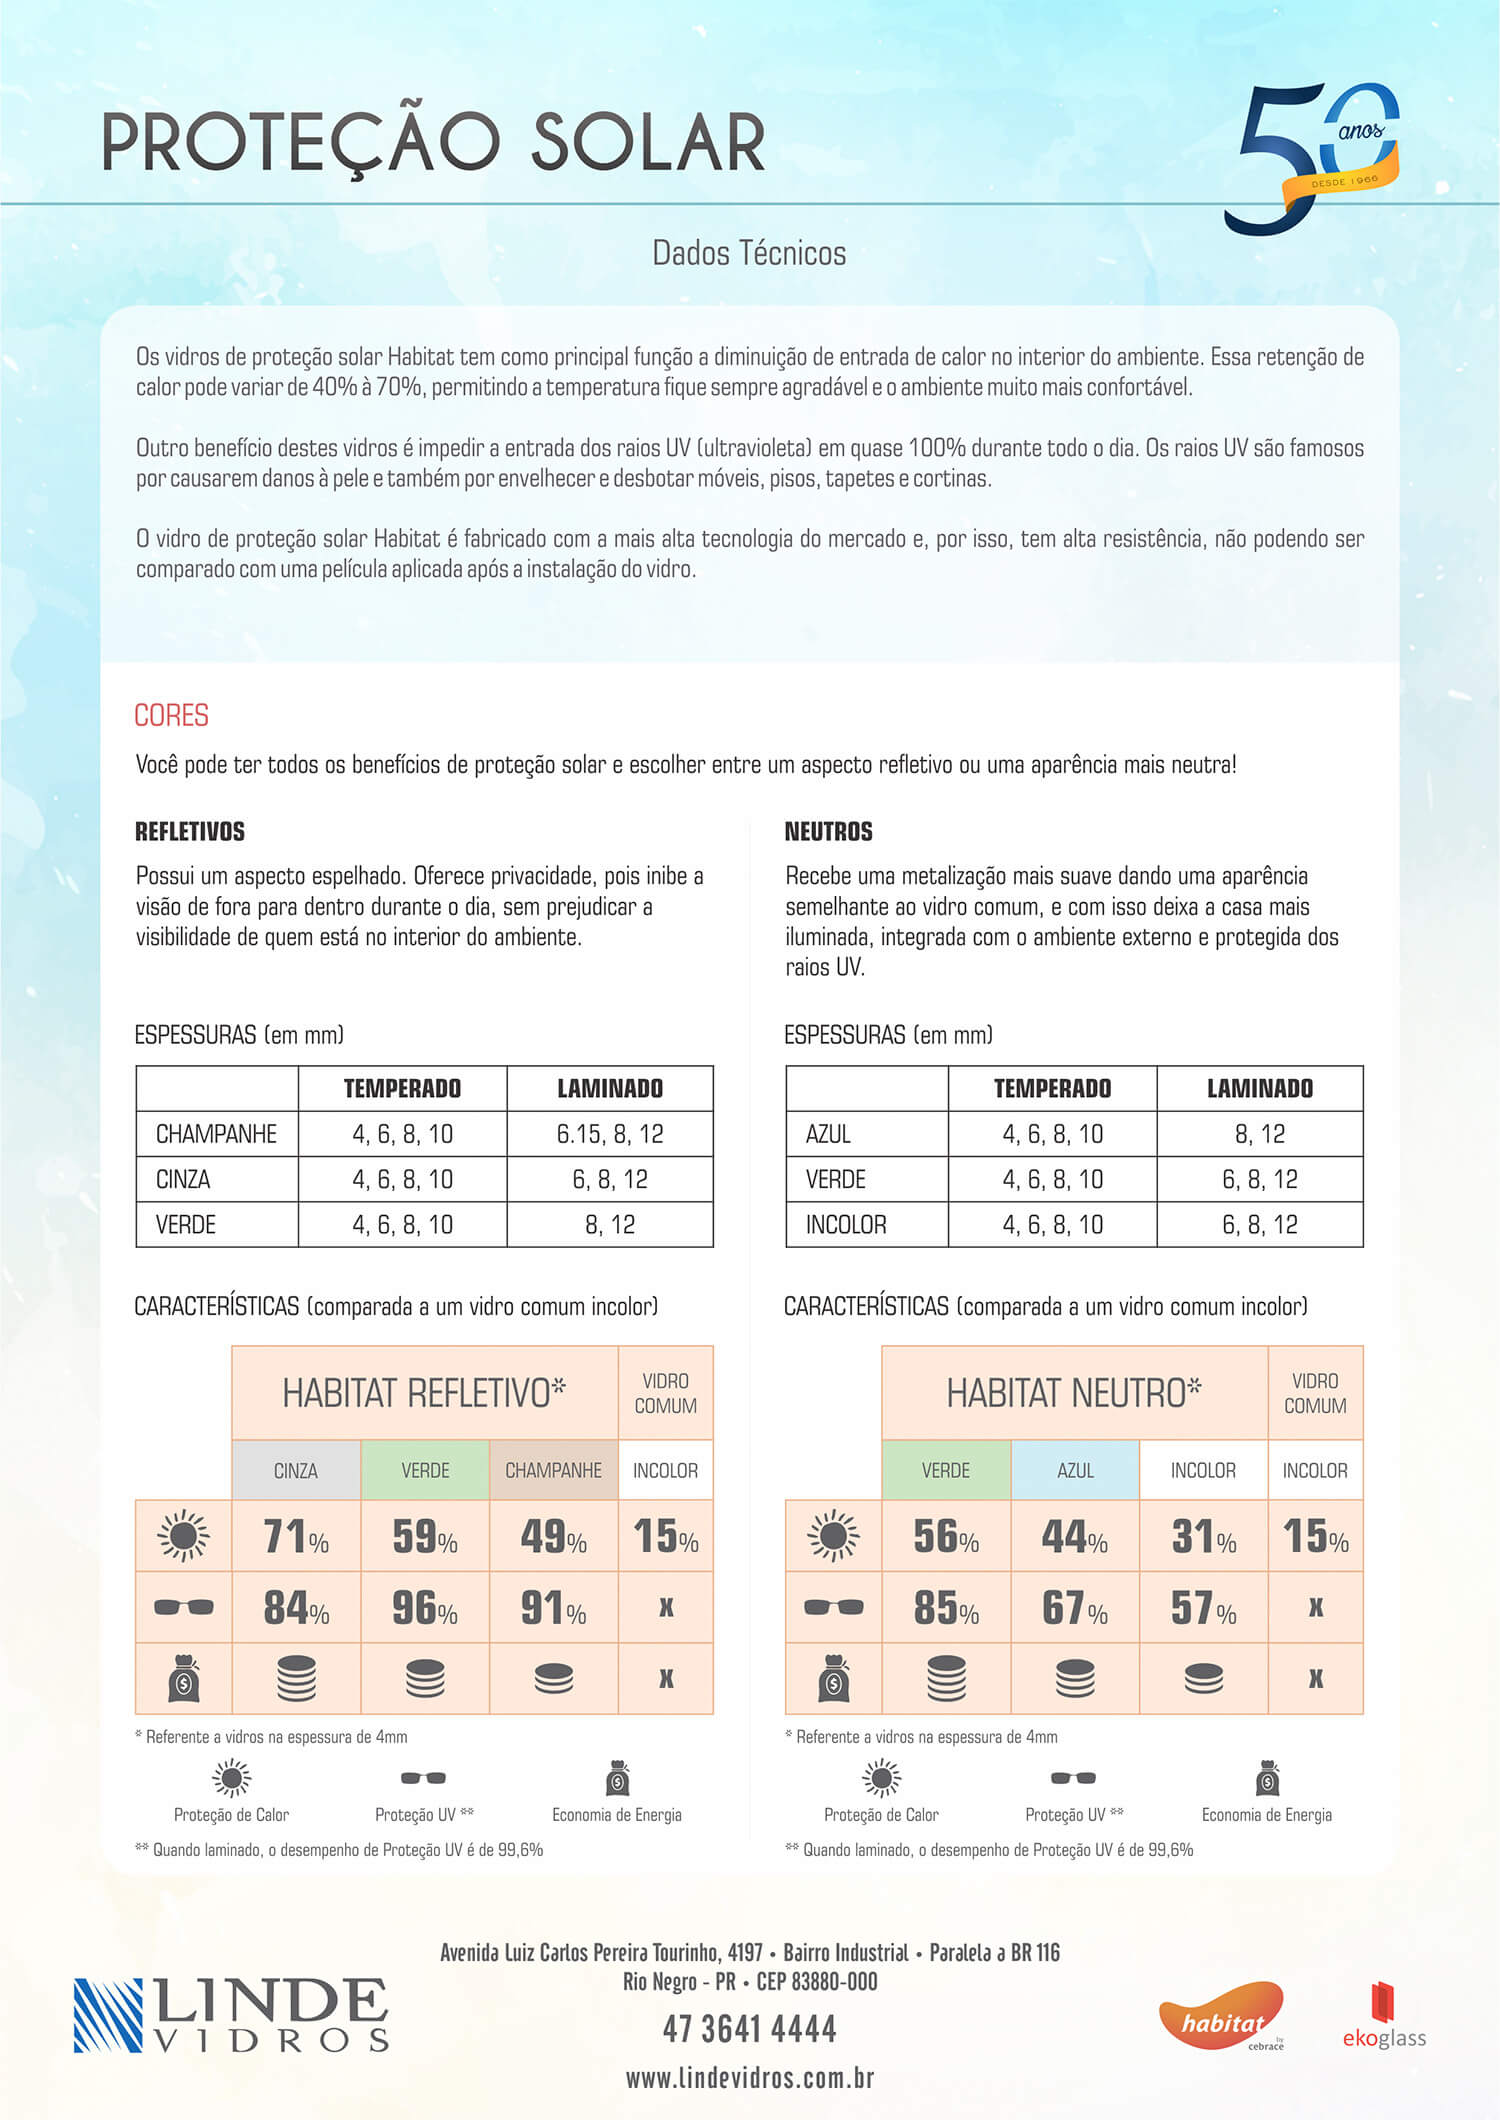 PROTEÇÃO SOLAR
50 anos
DESDE 1966
Dados Técnicos
Os vidros de proteção solar Habitat tem como principal função a diminuição de entrada de calor no interior do ambiente. Essa retenção de
calor pode variar de 40% à 70%, permitindo a temperatura fique sempre agradável e o ambiente muito mais confortável.
Outro benefício destes vidros é impedir a entrada dos raios UV (ultravioleta) em quase 100% durante todo o dia. Os raios UV são famosos
por causarem danos à pele e também por envelhecer e desbotar móveis, pisos, tapetes e cortinas.
O vidro de proteção solar Habitat é fabricado com a mais alta tecnologia do mercado e, por isso, tem alta resistência, não podendo ser
comparado com uma película aplicada após a instalação do vidro.
CORES
Você pode ter todos os benefícios de proteção solar e escolher entre um aspecto refletivo ou uma aparência mais neutra!
REFLETIVOS
Possui um aspecto espelhado. Oferece privacidade, pois inibe a
visão de fora para dentro durante o dia, sem prejudicar a
visibilidade de quem está no interior do ambiente.
ESPESSURAS (em mm)
TEMPERADO LAMINADO
CHAMPANHE 4, 6, 8, 10 6.15, 8, 12
CINZA 4, 6, 8, 10 6, 8, 12
VERDE 4, 6, 8, 10 8, 12
CARACTERÍSTICAS (comparada a um vidro comum incolor)
HABITAT REFLETIVO* VIDRO
COMUM
CINZA VERDE CHAMPANHE INCOLOR
71% 59% 49% 15%
84% 96% 91% X
$ X
* Referente a vidros na espessura de 4mm
$
Proteção de Calor Proteção UV ** Economia de Energia
** Quando laminado, o desempenho de Proteção UV é de 99,6%
NEUTROS
Recebe uma metalização mais suave dando uma aparência
semelhante ao vidro comum, e com isso deixa a casa mais
iluminada, integrada com o ambiente externo e protegida dos
raios UV.
ESPESSURAS (em mm)
TEMPERADO LAMINADO
AZUL 4, 6, 8, 10 8, 12
VERDE 4, 6, 8, 10 6, 8, 12
INCOLOR 4, 6, 8, 10 6, 8, 12
CARACTERÍSTICAS (comparada a um vidro comum incolor)
HABITAT NEUTRO* VIDRO
COMUM
VERDE AZUL INCOLOR INCOLOR
56% 44% 31% 15%
85% 67% 57% X
$ X
* Referente a vidros na espessura de 4mm
$
Proteção de Calor Proteção UV ** Economia de Energia
** Quando laminado, o desempenho de Proteção UV é de 99,6%
LINDE
VIDROS
Avenida Luiz Carlos Pereira Tourinho, 4197 • Bairro Industrial • Paralela a BR 116
Rio Negro - PR • CEP 83880-000
47 3641 4444
www.lindevidros.com.br
habitat
by
cebrace
ekoglass